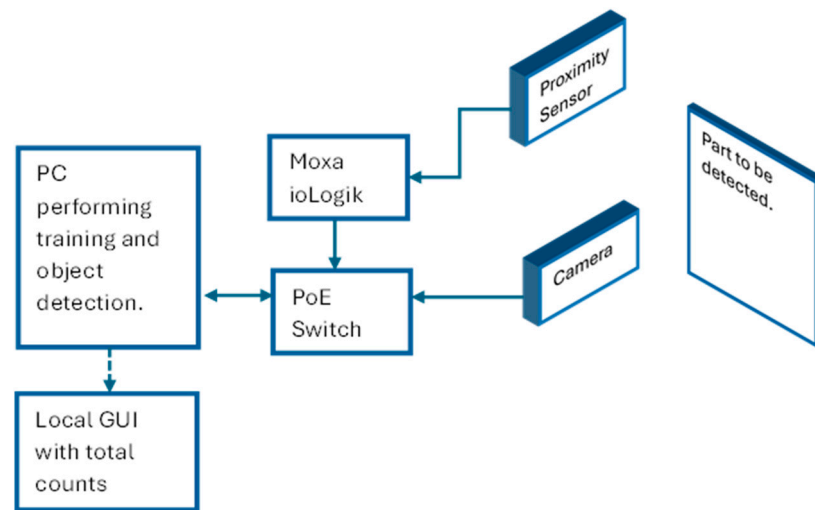 Proximity
Sensor
Part to be
detected.
Moxa
ioLogik
PC
performing
training and
object
detection.
Camera
PoE
Switch
Local GUI
with total
counts